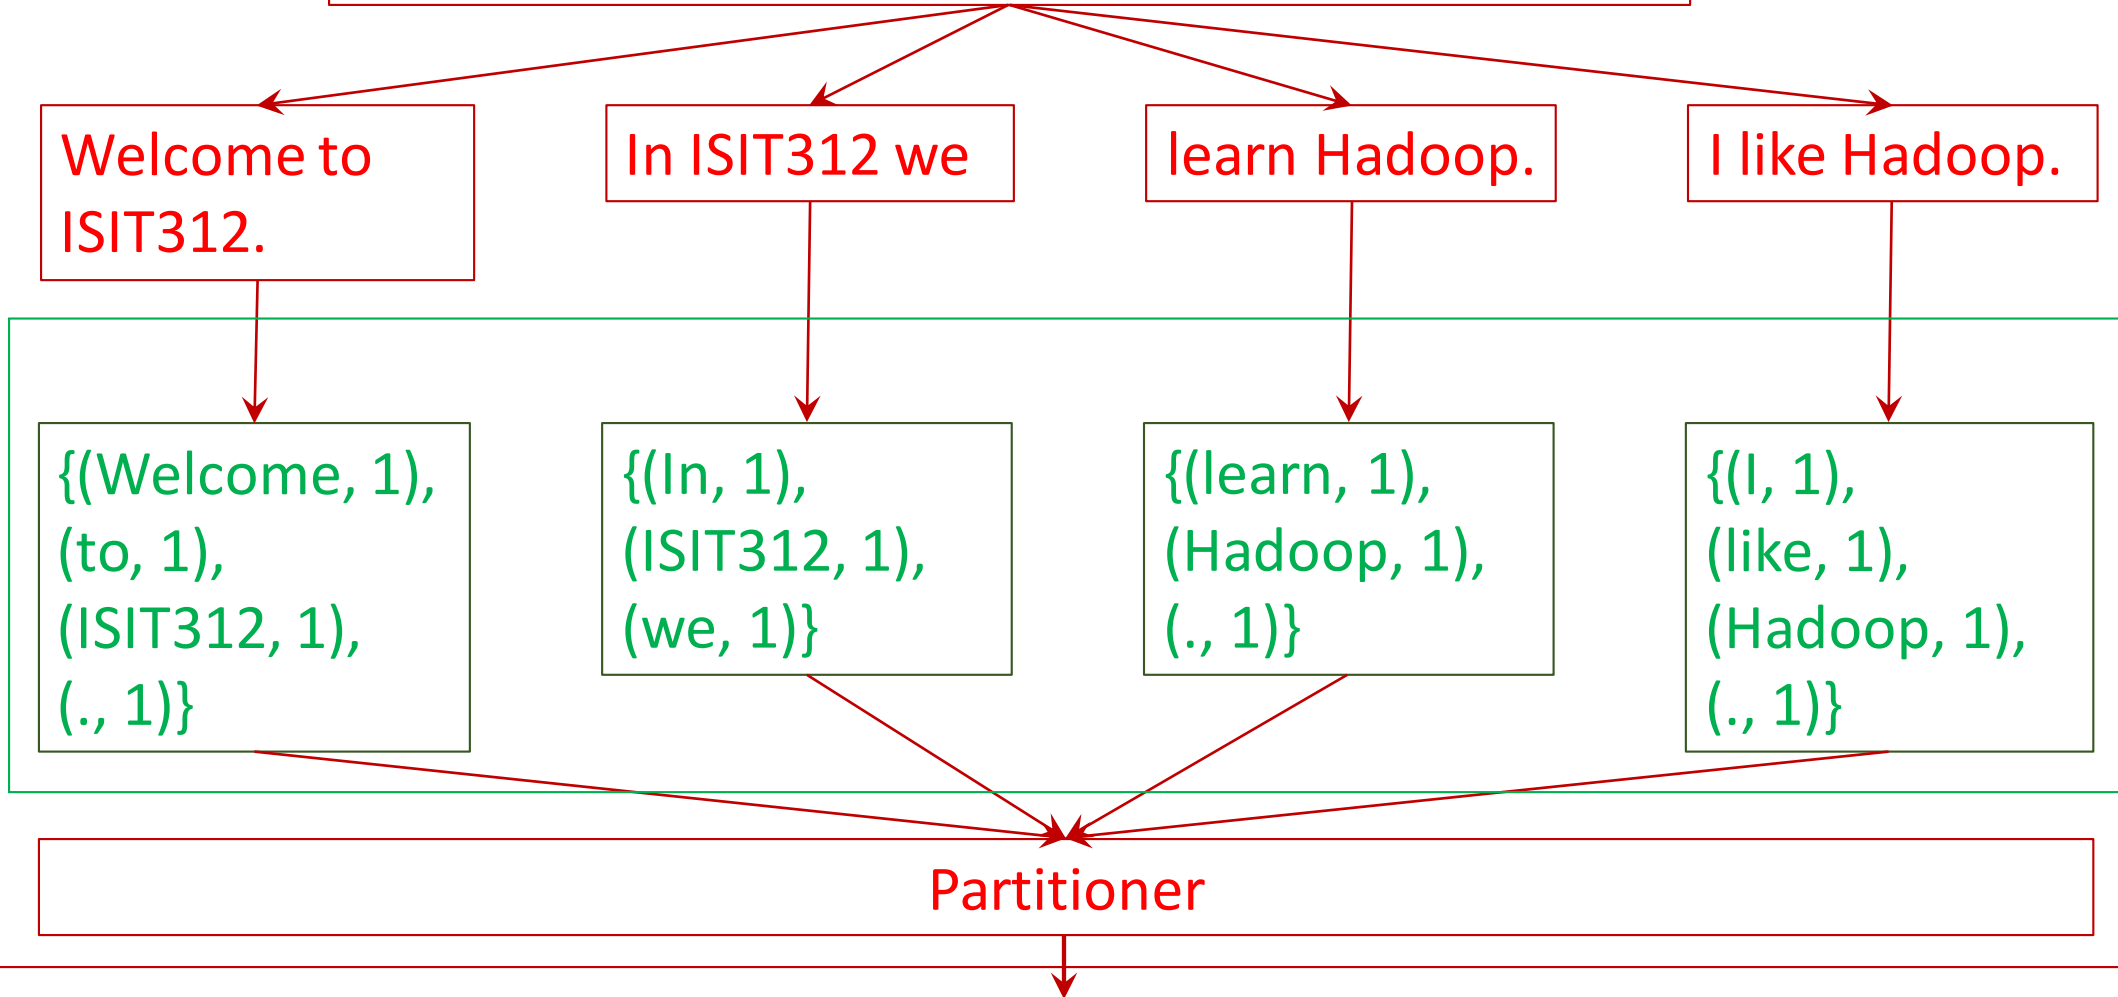 Welcome to
ISIT312.
In ISIT312 we
learn Hadoop.
I like Hadoop.
{(Welcome, 1),
(to, 1),
(ISIT312, 1),
(., 1)}
{(In, 1),
(ISIT312, 1),
(we, 1)}
{(learn, 1),
(Hadoop, 1),
(., 1)}
{(I, 1),
(like, 1),
(Hadoop, 1),
(., 1)}
Partitioner